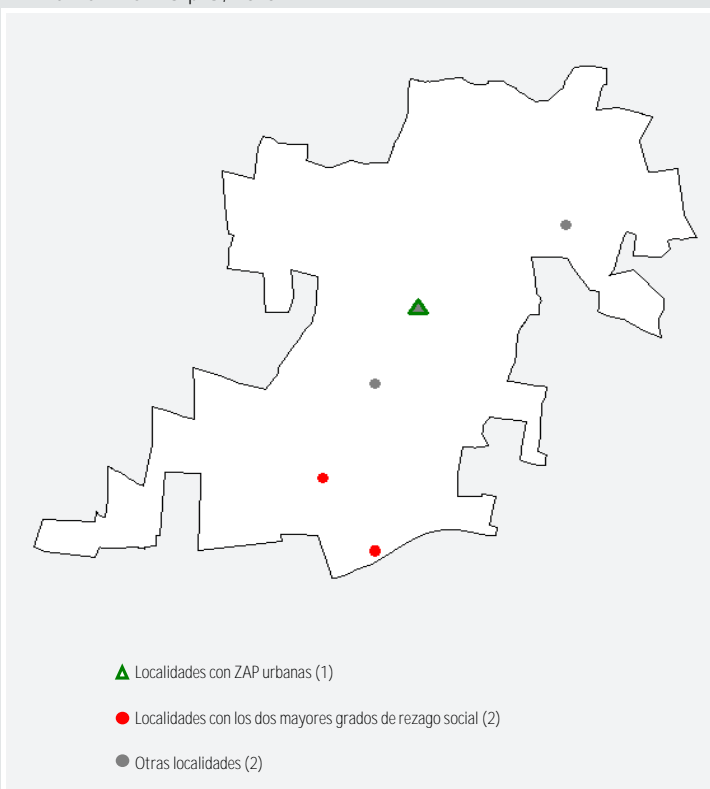 Localidades con ZAP urbanas (1)
Localidades con los dos mayores grados de rezago social (2)
Otras localidades (2)